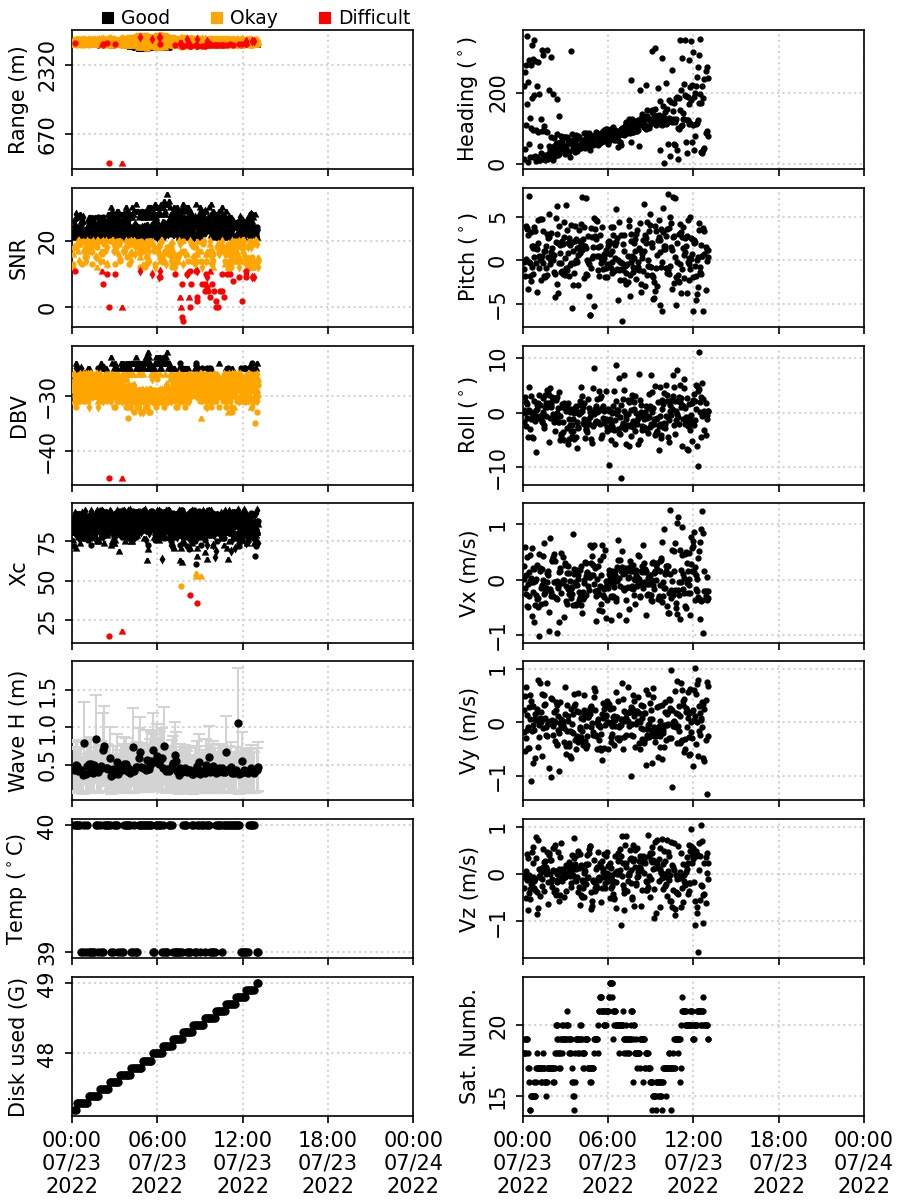 Good Okay Difficult
Range (m)
2320
670
Heading (°)
200
0
SNR
20
0
Pitch (°)
5
0
−5
DBV
−30
−40
Roll (°)
10
0
−10
Xc
75
50
25
Vx (m/s)
1
0
−1
Wave H (m)
1.5
1.0
0.5
Vy (m/s)
1
0
−1
Temp (°C)
40
39
Vz (m/s)
1
0
−1
Disk used (G)
49
48
Sat. Numb.
20
15
00:00 06:00 12:00 18:00 00:00
07/23 07/23 07/23 07/23 07/24
2022 2022 2022 2022 2022
00:00 06:00 12:00 18:00 00:00
07/23 07/23 07/23 07/23 07/24
2022 2022 2022 2022 2022